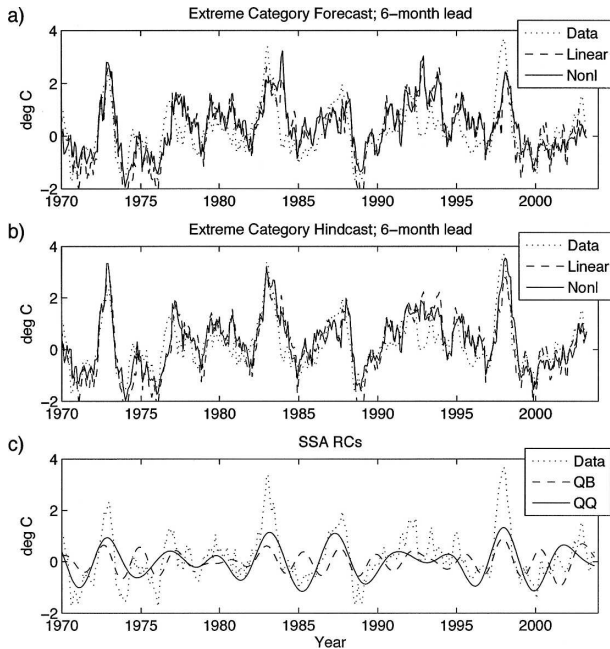 a)
Extreme Category Forecast; 6−month lead
Data
Linear
Nonl
deg C
4
2
0
−2
1970 1975 1980 1985 1990 1995 2000
b)
Extreme Category Hindcast; 6−month lead
Data
Linear
Nonl
deg C
4
2
0
−2
1970 1975 1980 1985 1990 1995 2000
c)
SSA RCs
Data
QB
QQ
deg C
4
2
0
−2
1970 1975 1980 1985 1990 1995 2000
Year